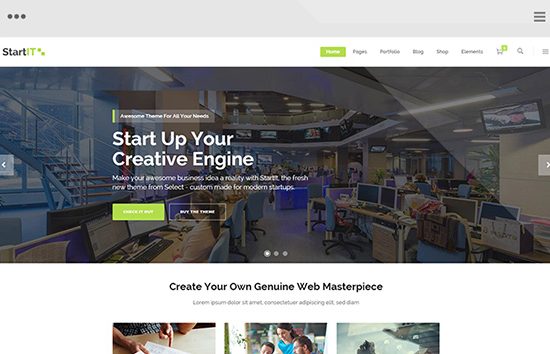 StartIT
Home Pages Portfolio Blog Shop Elements
Awesome Theme For All Your Needs
Start Up Your
Creative Engine
Make your awesome business idea a reality with StartIt, the fresh
new theme from Select - custom made for modern startups.
CHECK IT OUT BUY THE THEME
Create Your Own Genuine Web Masterpiece
Lorem ipsum dolor sit amet, consectetuer adipiscing elit, sed diam